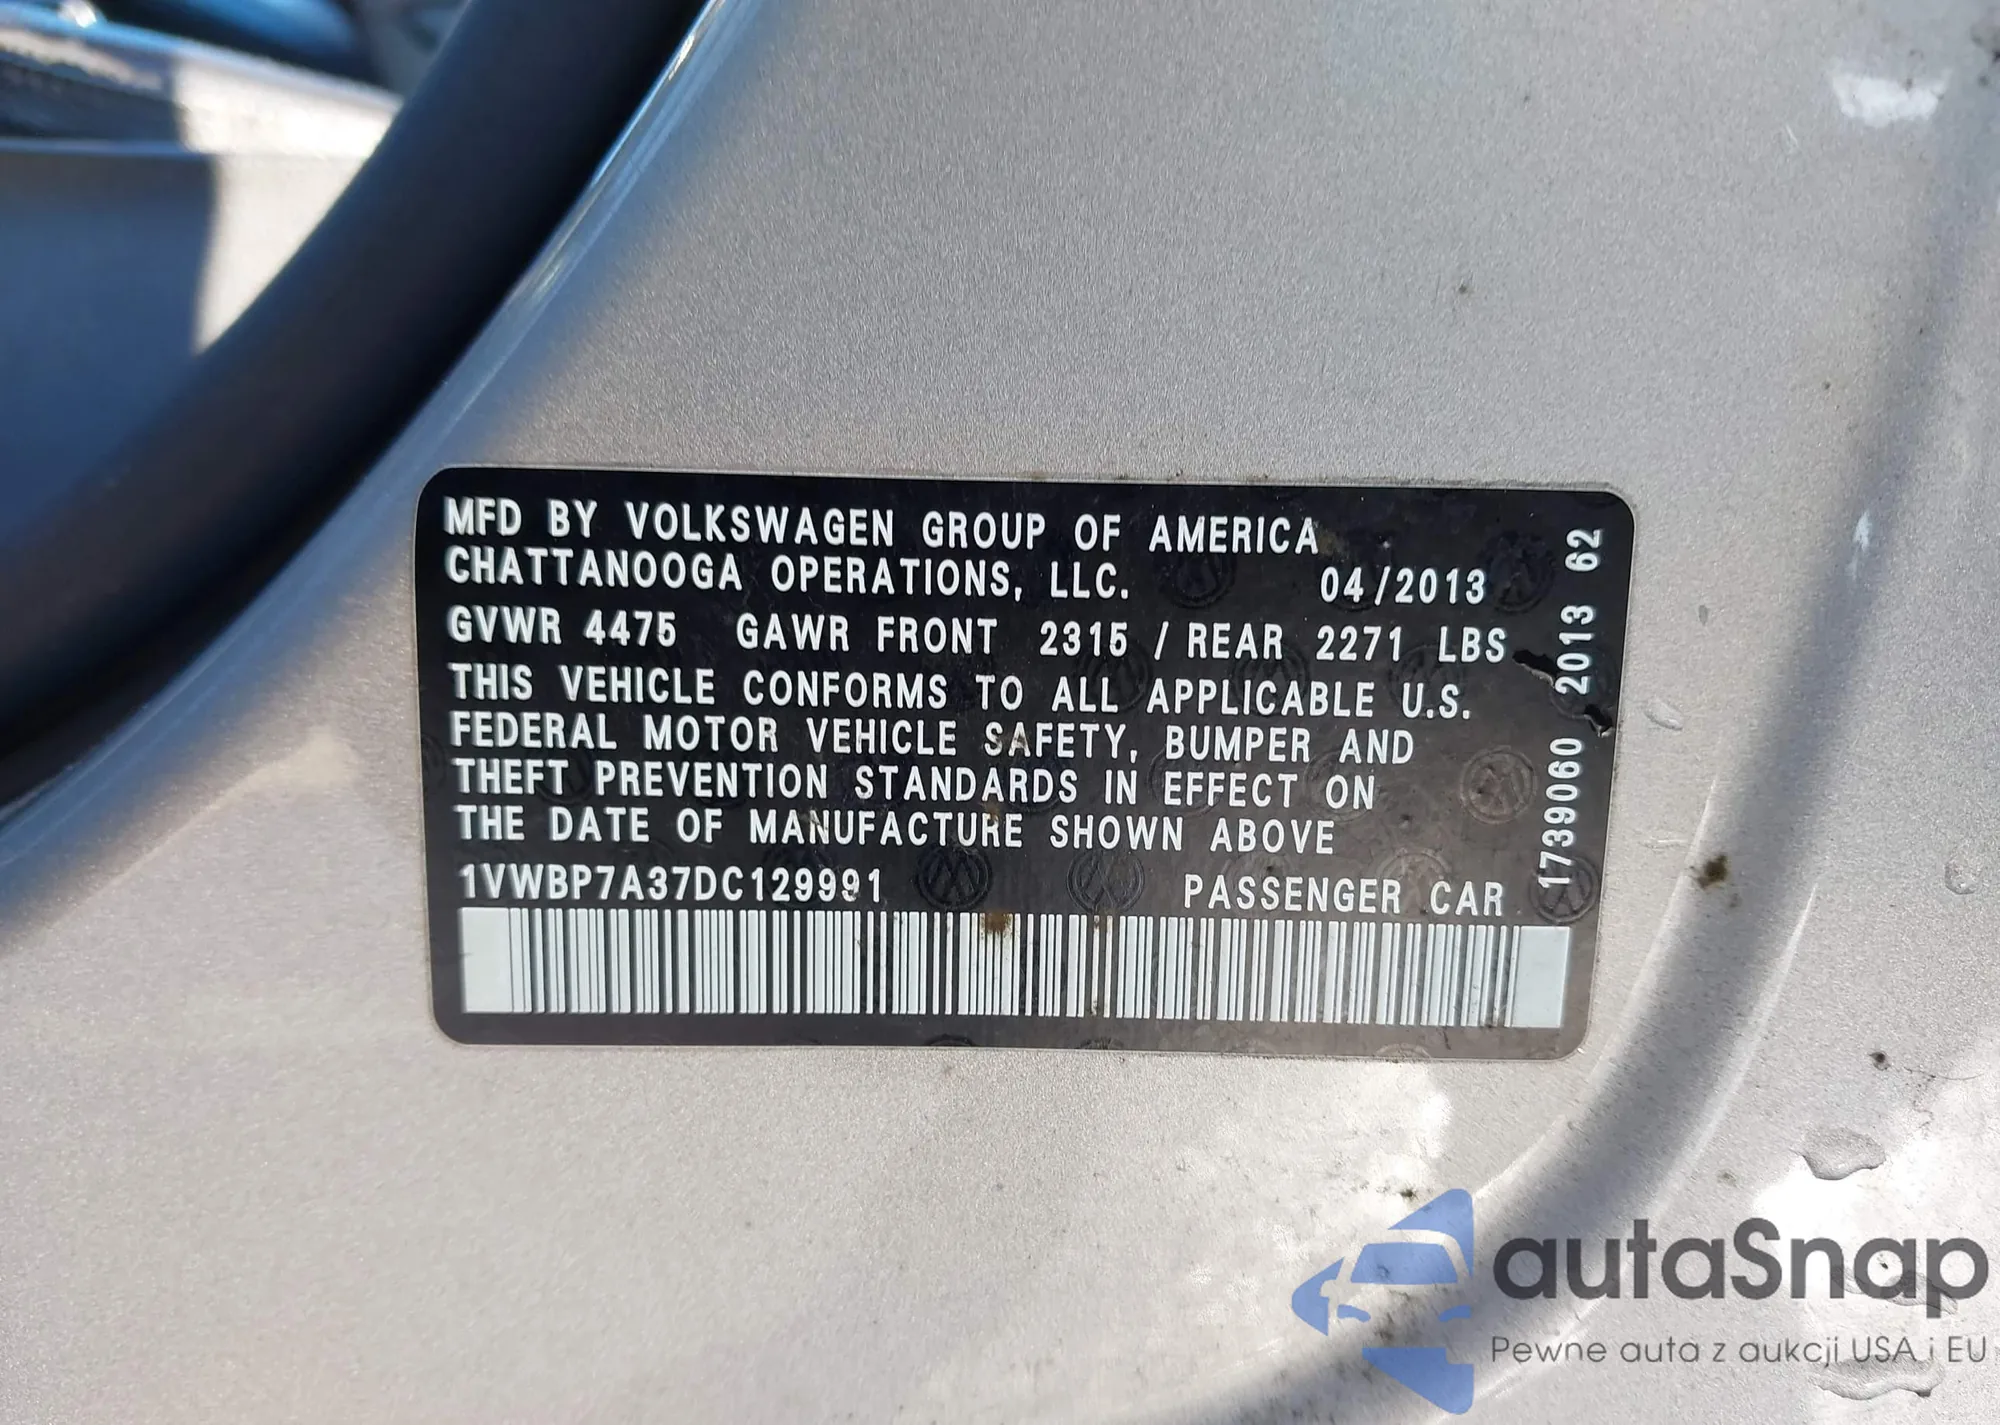 MFD BY VOLKSWAGEN GROUP OF AMERICA
CHATTANOOGA OPERATIONS, LLC. 04/2013
GVWR 4475 GAWR FRONT 2315 / REAR 2271 LBS
THIS VEHICLE CONFORMS TO ALL APPLICABLE U.S.
FEDERAL MOTOR VEHICLE SAFETY, BUMPER AND
THEFT PREVENTION STANDARDS IN EFFECT ON
THE DATE OF MANUFACTURE SHOWN ABOVE
1VWBP7A37DC129991 PASSENGER CAR
1739060 2013 62
autaSnap
Pewne auta z aukcji USA i EU